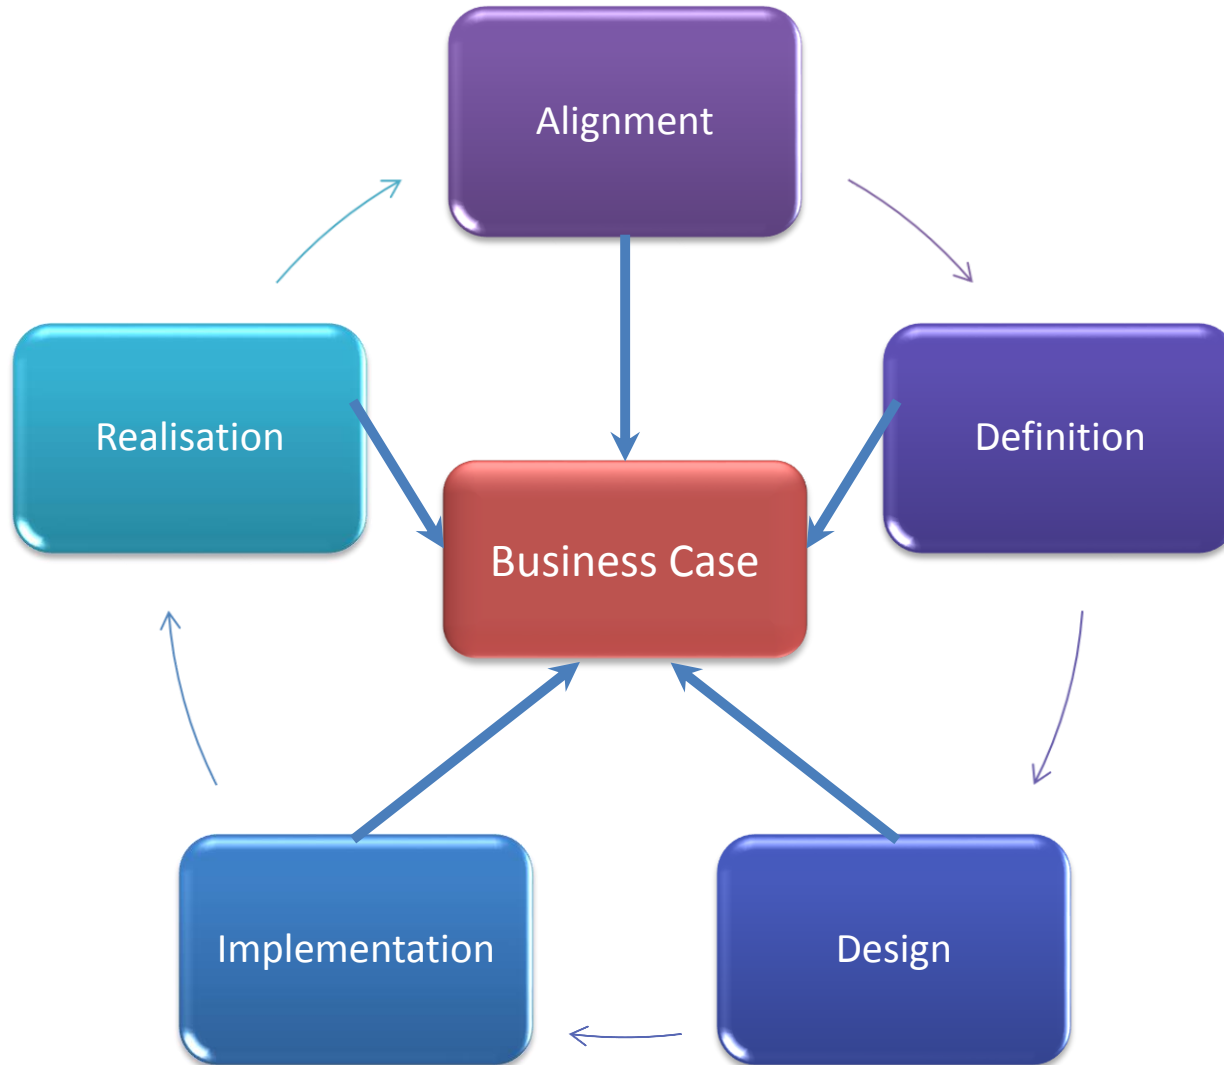 Alignment
Realisation
Definition
Business Case
Implementation
Design